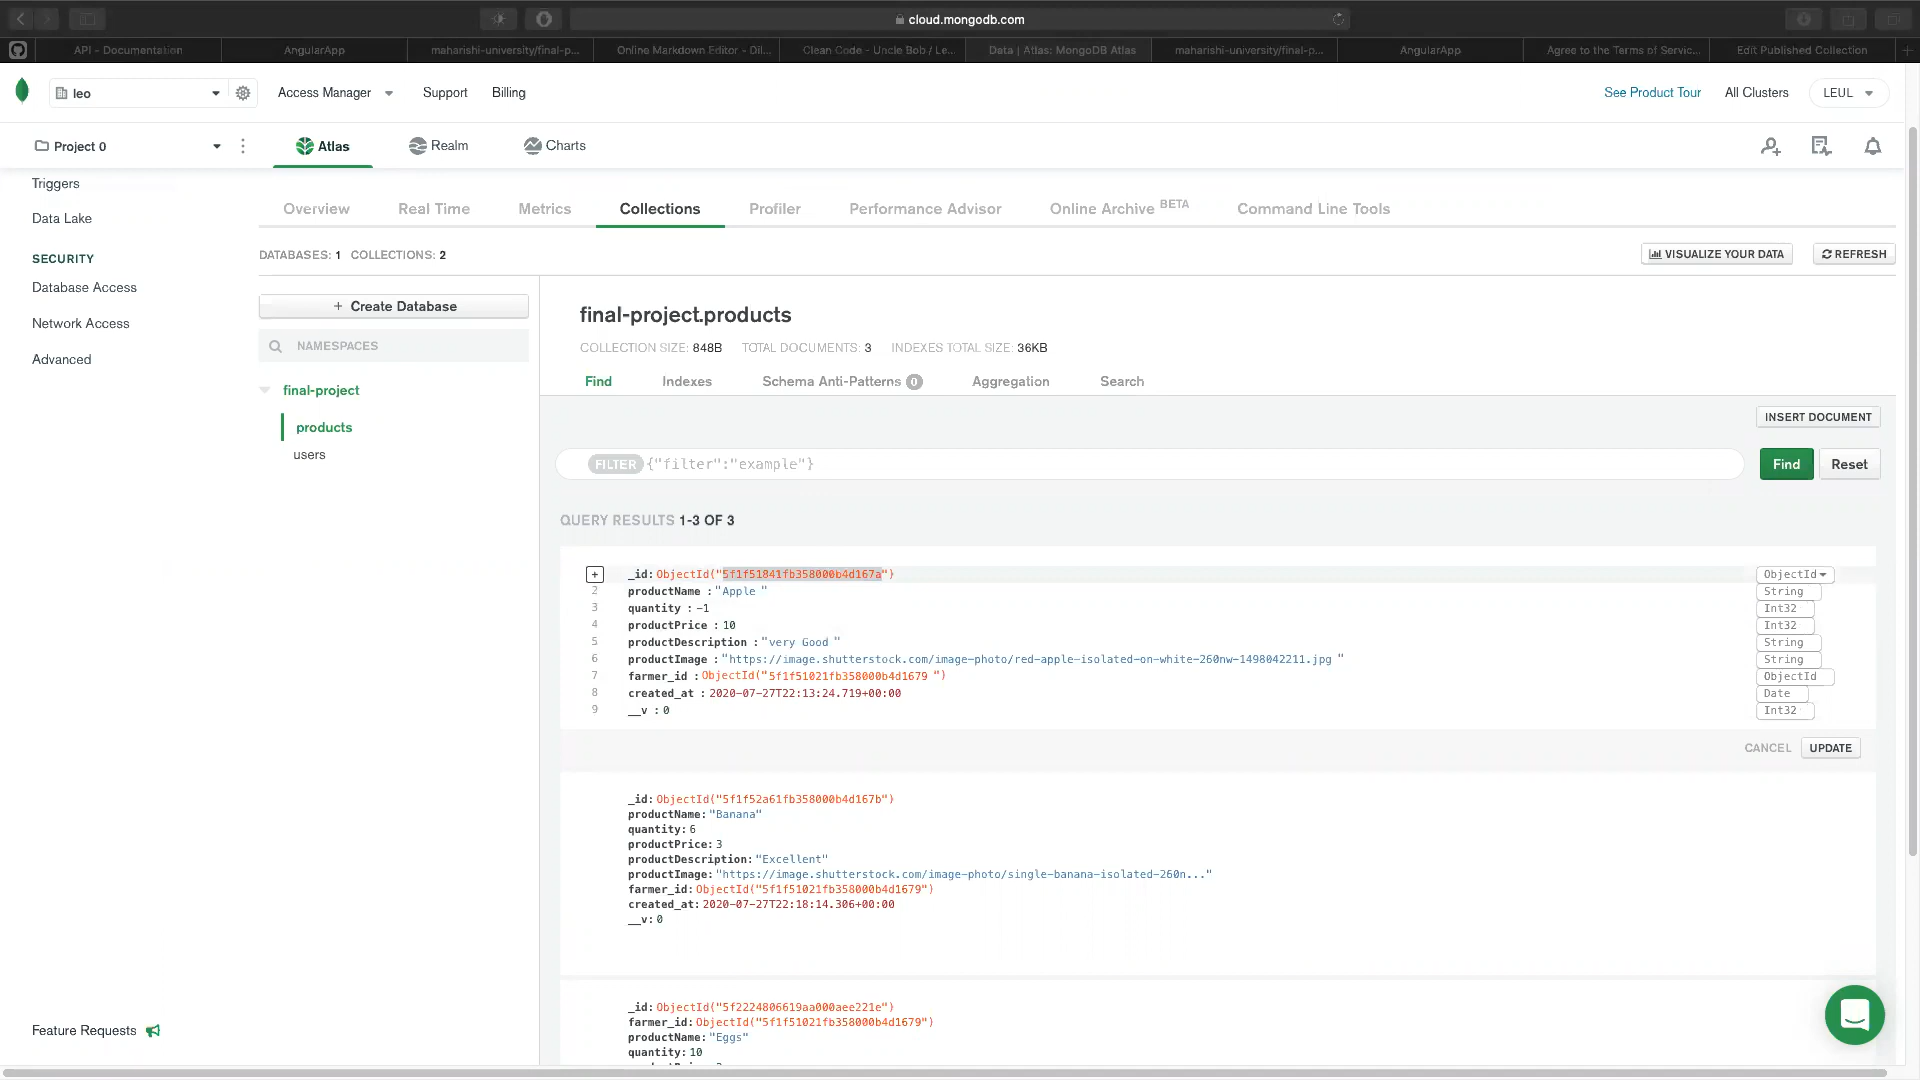 cloud.mongodb.com
API - Documentation
AngularApp
maharishi-university/final-p...
Online Markdown Editor - Dil...
Clean Code - Uncle Bob / Le...
Data | Atlas: MongoDB Atlas
maharishi-university/final-p...
AngularApp
Agree to the Terms of Servic...
Edit Published Collection
leo
Access Manager
Support
Billing
See Product Tour
All Clusters
LEUL
Project 0
Atlas
Realm
Charts
Triggers
Data Lake
SECURITY
Database Access
Network Access
Advanced
Feature Requests
Overview
Real Time
Metrics
Collections
Profiler
Performance Advisor
Online Archive BETA
Command Line Tools
DATABASES: 1 COLLECTIONS: 2
VISUALIZE YOUR DATA
REFRESH
+ Create Database
NAMESPACES
final-project
products
users
final-project.products
COLLECTION SIZE: 848B TOTAL DOCUMENTS: 3 INDEXES TOTAL SIZE: 36KB
Find
Indexes
Schema Anti-Patterns 0
Aggregation
Search
INSERT DOCUMENT
FILTER {"filter":"example"}
Find
Reset
QUERY RESULTS 1-3 OF 3
+ _id: ObjectId("5f1f51841fb358000b4d167a") ObjectId
2 productName : "Apple " String
3 quantity : -1 Int32
4 productPrice : 10 Int32
5 productDescription : "very Good " String
6 productImage : "https://image.shutterstock.com/image-photo/red-apple-isolated-on-white-260nw-1498042211.jpg " String
7 farmer_id : ObjectId("5f1f51021fb358000b4d1679 ") ObjectId
8 created_at : 2020-07-27T22:13:24.719+00:00 Date
9 __v : 0 Int32
CANCEL
UPDATE
_id: ObjectId("5f1f52a61fb358000b4d167b")
productName: "Banana"
quantity: 6
productPrice: 3
productDescription: "Excellent"
productImage: "https://image.shutterstock.com/image-photo/single-banana-isolated-260n..."
farmer_id: ObjectId("5f1f51021fb358000b4d1679")
created_at: 2020-07-27T22:18:14.306+00:00
__v: 0
_id: ObjectId("5f2224806619aa000aee221e")
farmer_id: ObjectId("5f1f51021fb358000b4d1679")
productName: "Eggs"
quantity: 10